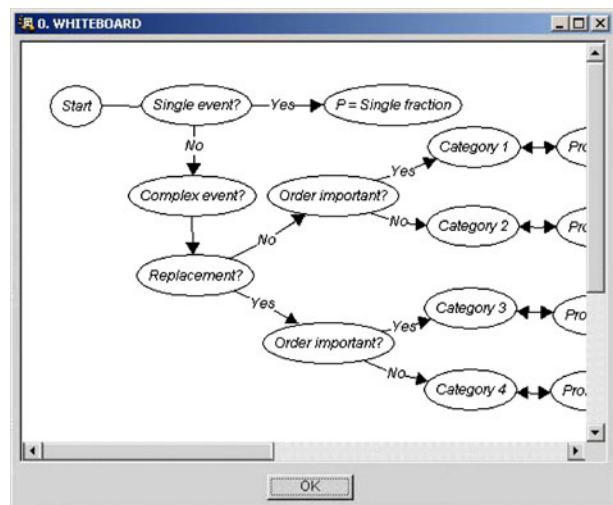 0. WHITEBOARD
Start
Single event?
Yes
P = Single fraction
No
Category 1
Yes
Complex event?
Order important?
No
Category 2
No
Replacement?
Yes
Category 3
Yes
Order important?
No
Category 4
OK